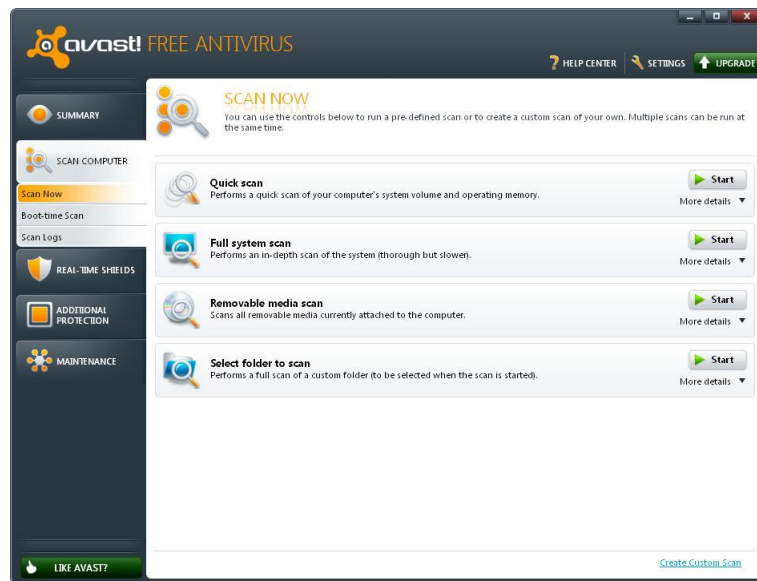 avast! FREE ANTIVIRUS
HELP CENTER
SETTINGS
UPGRADE
SUMMARY
SCAN COMPUTER
Scan Now
Boot-time Scan
Scan Logs
REAL-TIME SHIELDS
ADDITIONAL
PROTECTION
MAINTENANCE
LIKE AVAST?
SCAN NOW
You can use the controls below to run a pre-defined scan or to create a custom scan of your own. Multiple scans can be run at
the same time.
Quick scan
Performs a quick scan of your computer's system volume and operating memory.
Start
More details
Full system scan
Performs an in-depth scan of the system (thorough but slower).
Start
More details
Removable media scan
Scans all removable media currently attached to the computer.
Start
More details
Select folder to scan
Performs a full scan of a custom folder (to be selected when the scan is started).
Start
More details
Create Custom Scan